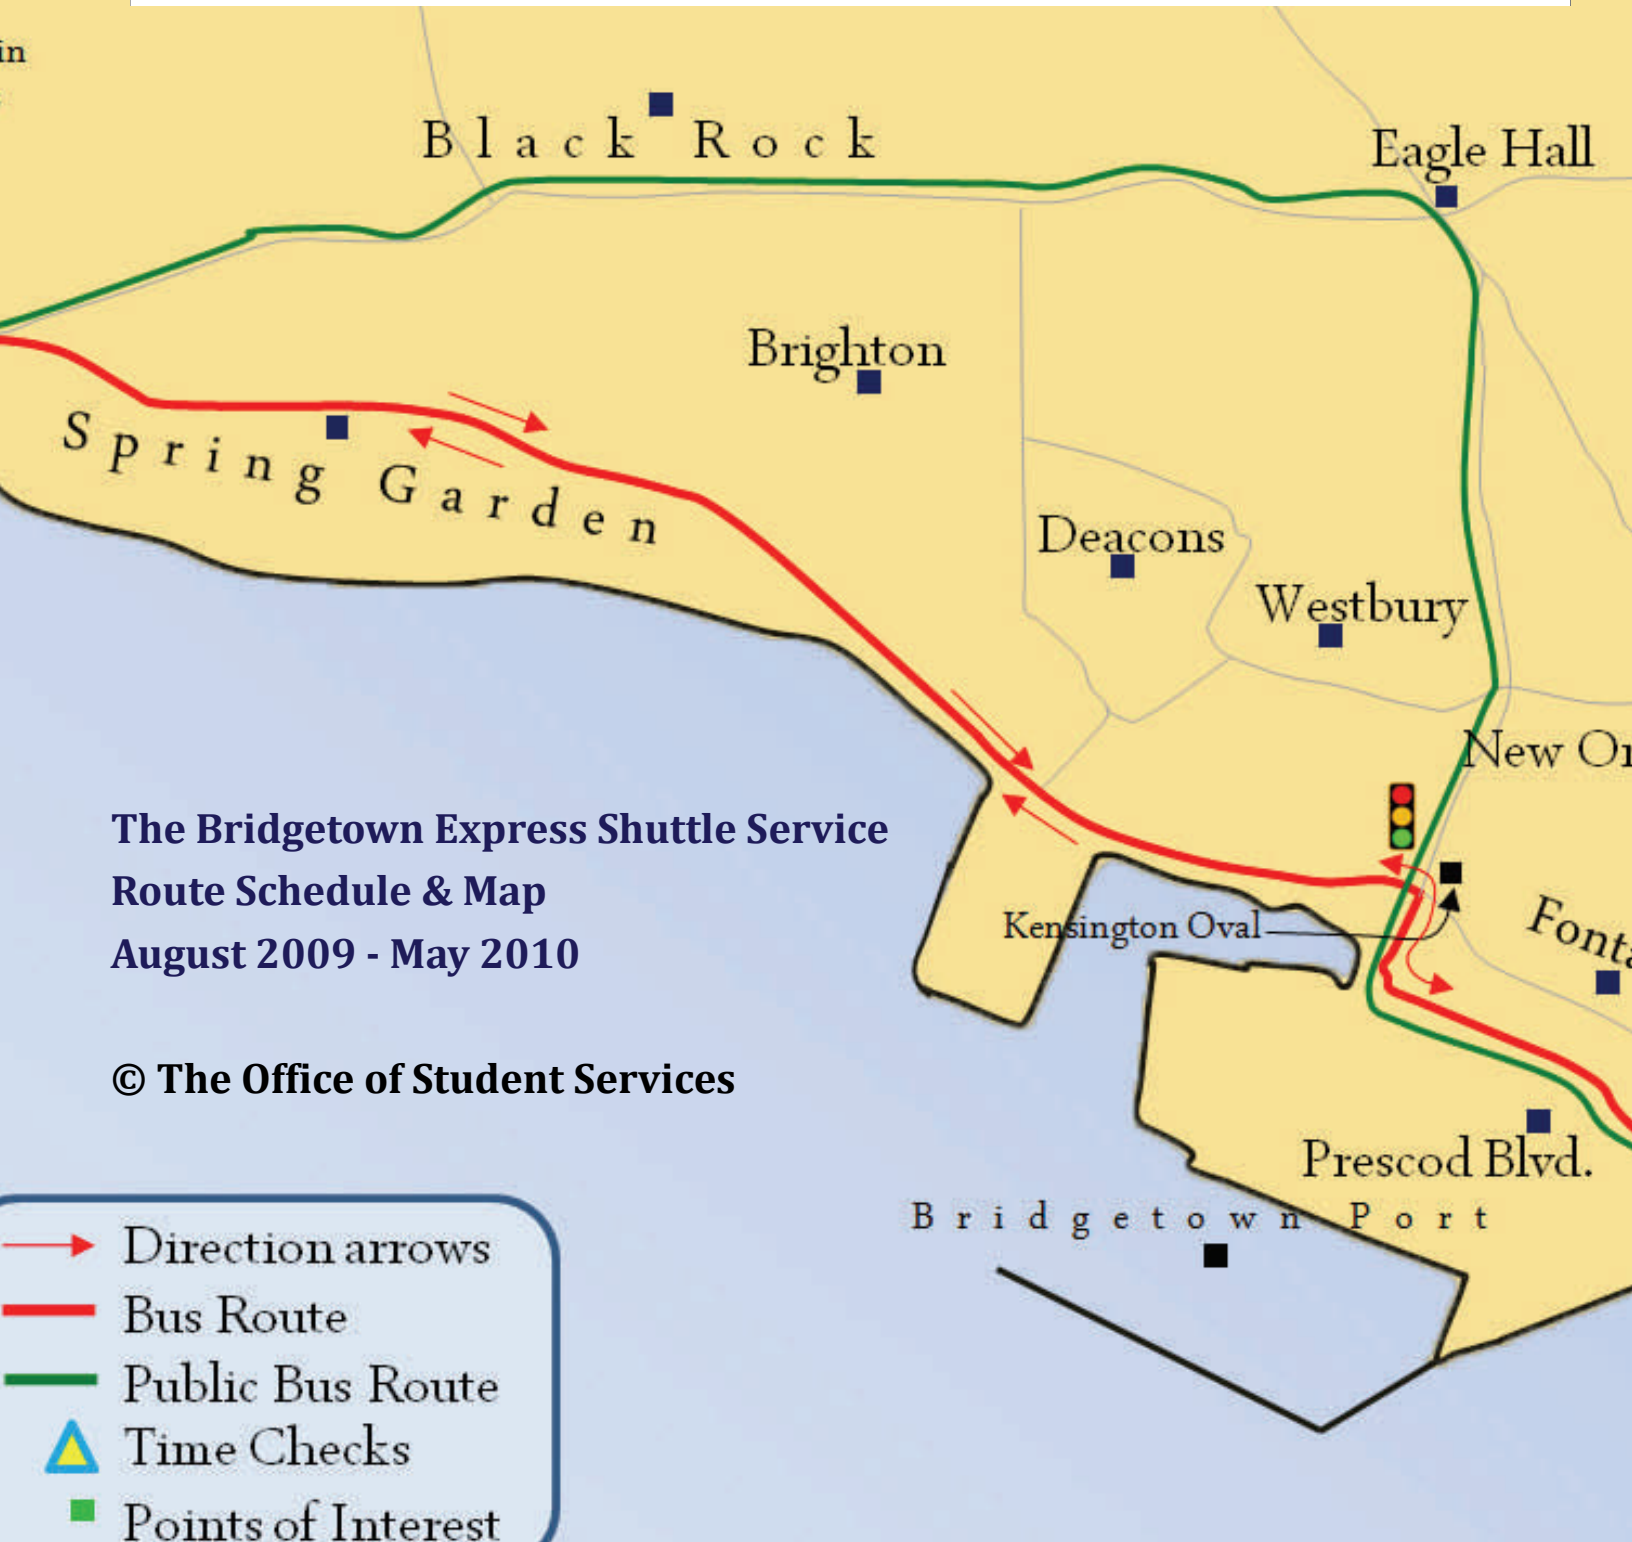 in
Black Rock
Eagle Hall
Brighton
Spring Garden
Deacons
Westbury
New Or
The Bridgetown Express Shuttle Service
Route Schedule & Map
August 2009 - May 2010
Kensington Oval
Fonta
© The Office of Student Services
Prescod Blvd.
Bridgetown Port
Direction arrows
Bus Route
Public Bus Route
Time Checks
Points of Interest